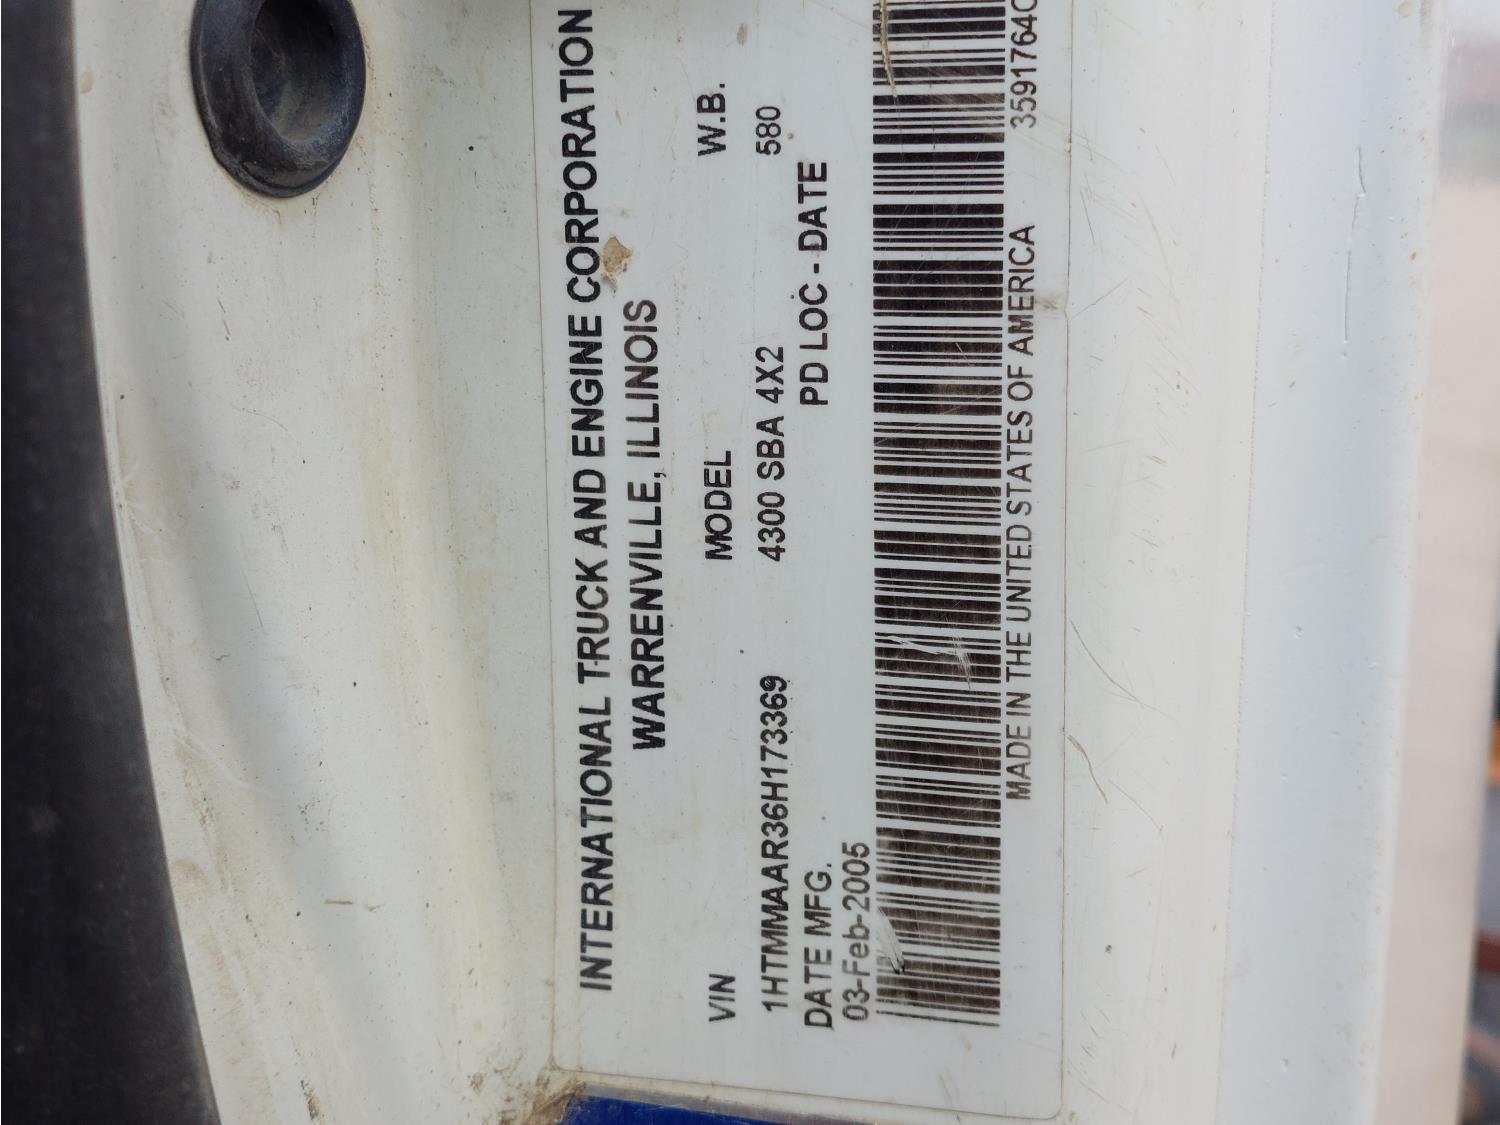 INTERNATIONAL TRUCK AND ENGINE CORPORATION
WARRENVILLE, ILLINOIS
VIN MODEL W.B.
1HTMMAAR36H173369 4300 SBA 4X2 580
DATE MFG. PD LOC - DATE
03-Feb-2005
MADE IN THE UNITED STATES OF AMERICA 3591764C